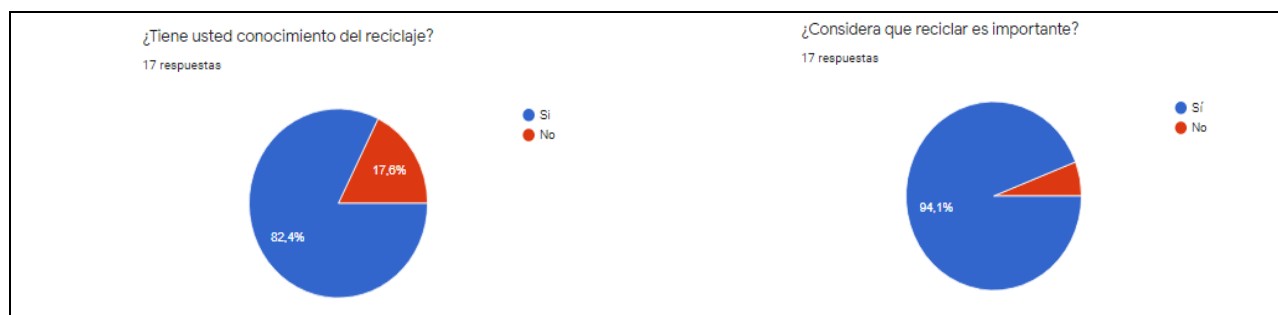 ¿Tiene usted conocimiento del reciclaje?
17 respuestas
Si
No
17,6%
82,4%
¿Considera que reciclar es importante?
17 respuestas
Sí
No
94,1%